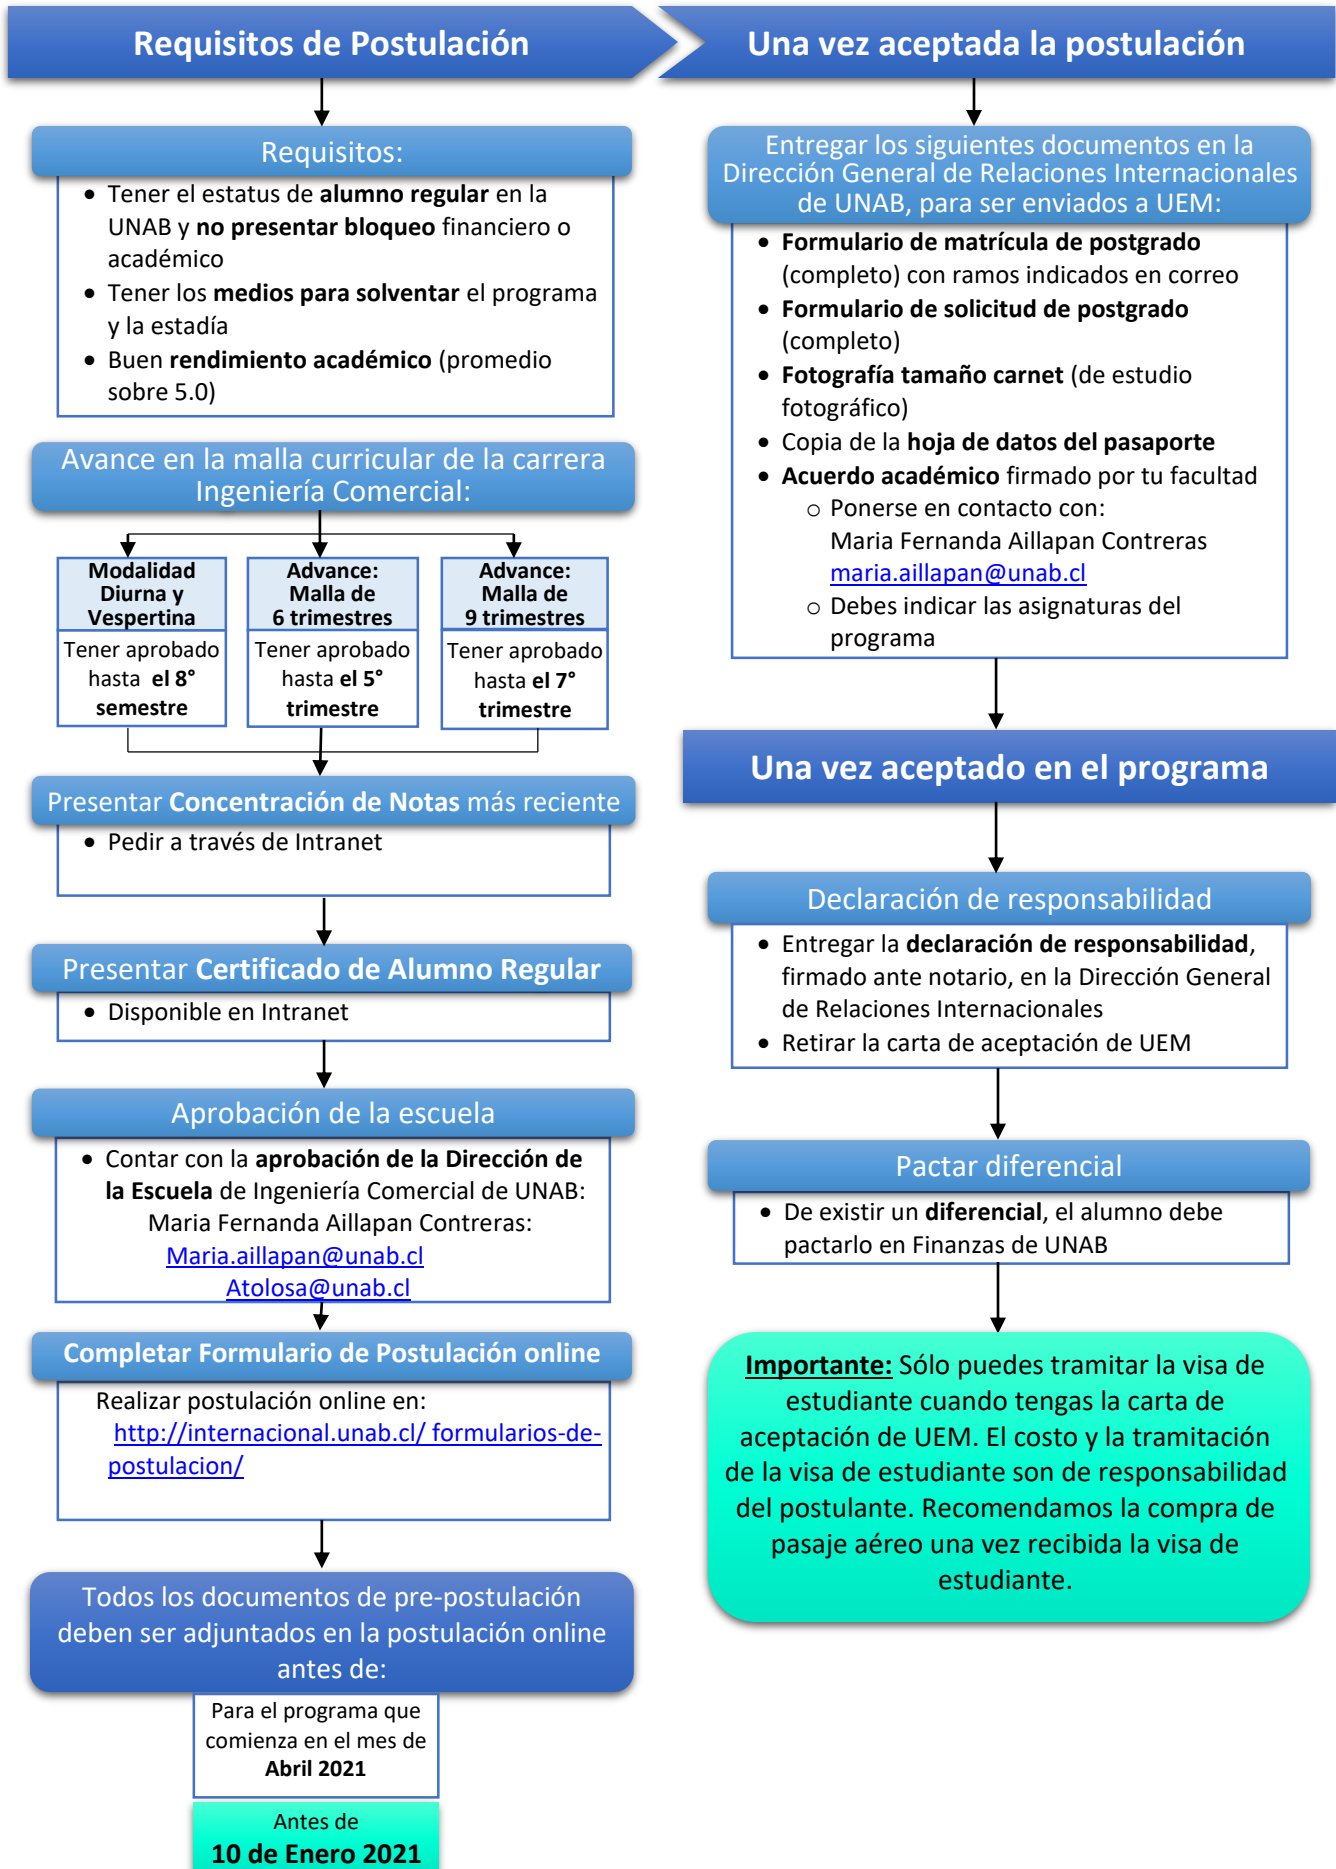 Requisitos de Postulación
Requisitos:
• Tener el estatus de alumno regular en la
UNAB y no presentar bloqueo financiero o
académico
• Tener los medios para solventar el programa
y la estadía
• Buen rendimiento académico (promedio
sobre 5.0)
Avance en la malla curricular de la carrera
Ingeniería Comercial:
Modalidad
Diurna y
Vespertina
Tener aprobado
hasta el 8°
semestre
Advance:
Malla de
6 trimestres
Tener aprobado
hasta el 5°
trimestre
Advance:
Malla de
9 trimestres
Tener aprobado
hasta el 7°
trimestre
Presentar Concentración de Notas más reciente
• Pedir a través de Intranet
Presentar Certificado de Alumno Regular
• Disponible en Intranet
Aprobación de la escuela
• Contar con la aprobación de la Dirección de
la Escuela de Ingeniería Comercial de UNAB:
Maria Fernanda Aillapan Contreras:
Maria.aillapan@unab.cl
Atolosa@unab.cl
Completar Formulario de Postulación online
Realizar postulación online en:
http://internacional.unab.cl/ formularios-de-
postulacion/
Todos los documentos de pre-postulación
deben ser adjuntados en la postulación online
antes de:
Para el programa que
comienza en el mes de
Abril 2021
Antes de
10 de Enero 2021
Una vez aceptada la postulación
Entregar los siguientes documentos en la
Dirección General de Relaciones Internacionales
de UNAB, para ser enviados a UEM:
• Formulario de matrícula de postgrado
(completo) con ramos indicados en correo
• Formulario de solicitud de postgrado
(completo)
• Fotografía tamaño carnet (de estudio
fotográfico)
• Copia de la hoja de datos del pasaporte
• Acuerdo académico firmado por tu facultad
o Ponerse en contacto con:
Maria Fernanda Aillapan Contreras
maria.aillapan@unab.cl
o Debes indicar las asignaturas del
programa
Una vez aceptado en el programa
Declaración de responsabilidad
• Entregar la declaración de responsabilidad,
firmado ante notario, en la Dirección General
de Relaciones Internacionales
• Retirar la carta de aceptación de UEM
Pactar diferencial
• De existir un diferencial, el alumno debe
pactarlo en Finanzas de UNAB
Importante: Sólo puedes tramitar la visa de
estudiante cuando tengas la carta de
aceptación de UEM. El costo y la tramitación
de la visa de estudiante son de responsabilidad
del postulante. Recomendamos la compra de
pasaje aéreo una vez recibida la visa de
estudiante.